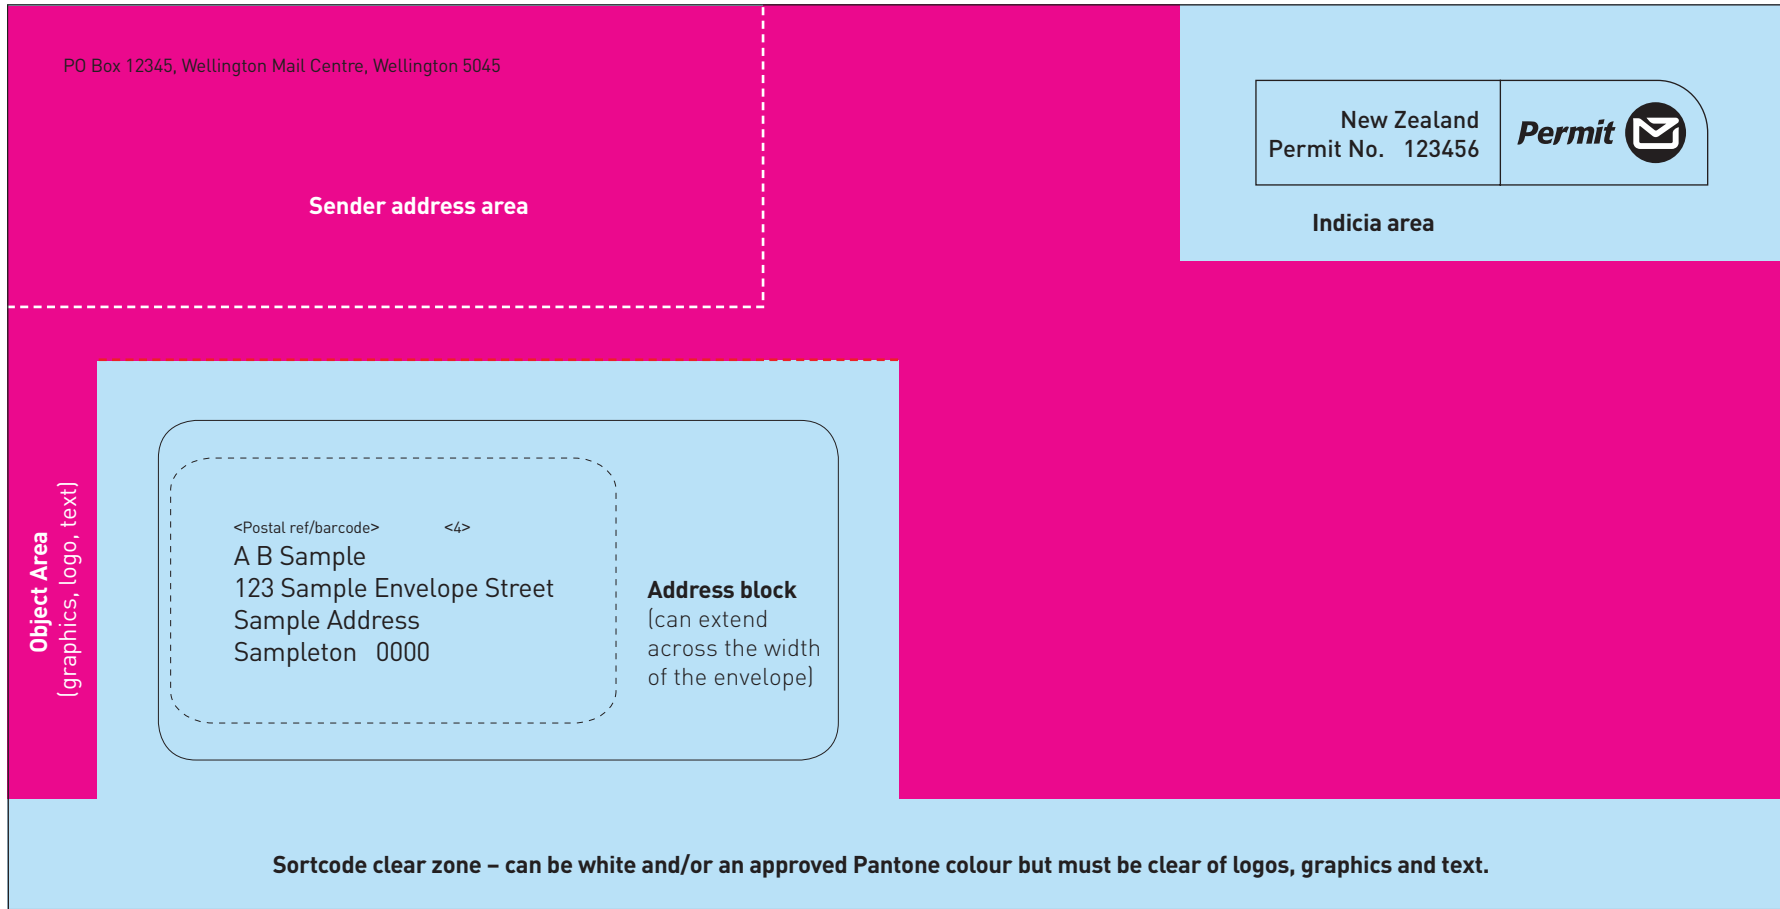 PO Box 12345, Wellington Mail Centre, Wellington 5045
Sender address area
New Zealand
Permit No. 123456
Permit
Indicia area
Object Area
(graphics, logo, text)
<Postal ref/barcode> <4>
A B Sample
123 Sample Envelope Street
Sample Address
Sampleton 0000
Address block
(can extend
across the width
of the envelope)
Sortcode clear zone – can be white and/or an approved Pantone colour but must be clear of logos, graphics and text.